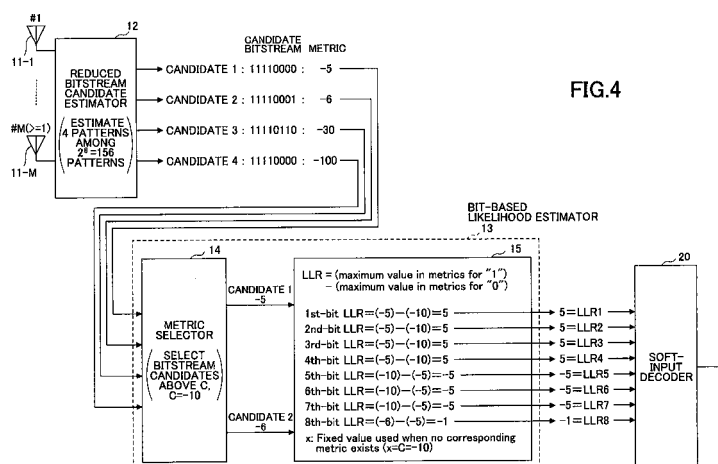 #1
12
11-1
REDUCED
BITSTREAM
CANDIDATE
ESTIMATOR
(ESTIMATE
4 PATTERNS
AMONG
2⁸=156
PATTERNS)
#M(>=1)
11-M
CANDIDATE
BITSTREAM METRIC
CANDIDATE 1 : 11110000 : -5
CANDIDATE 2 : 11110001 : -6
CANDIDATE 3 : 11110110 : -30
CANDIDATE 4 : 11110000 : -100
FIG.4
BIT-BASED
LIKELIHOOD ESTIMATOR
13
14
METRIC
SELECTOR
(SELECT
BITSTREAM
CANDIDATES
ABOVE C,
C=-10)
CANDIDATE 1
-5
CANDIDATE 2
-6
15
LLR = (maximum value in metrics for "1")
- (maximum value in metrics for "0")
1st-bit LLR=(-5)-(-10)=5
2nd-bit LLR=(-5)-(-10)=5
3rd-bit LLR=(-5)-(-10)=5
4th-bit LLR=(-5)-(-10)=5
5th-bit LLR=(-10)-(-5)=-5
6th-bit LLR=(-10)-(-5)=-5
7th-bit LLR=(-10)-(-5)=-5
8th-bit LLR=(-6)-(-5)=-1
x: Fixed value used when no corresponding
metric exists (x=C=-10)
5=LLR1
5=LLR2
5=LLR3
5=LLR4
-5=LLR5
-5=LLR6
-5=LLR7
-1=LLR8
20
SOFT-
INPUT
DECODER